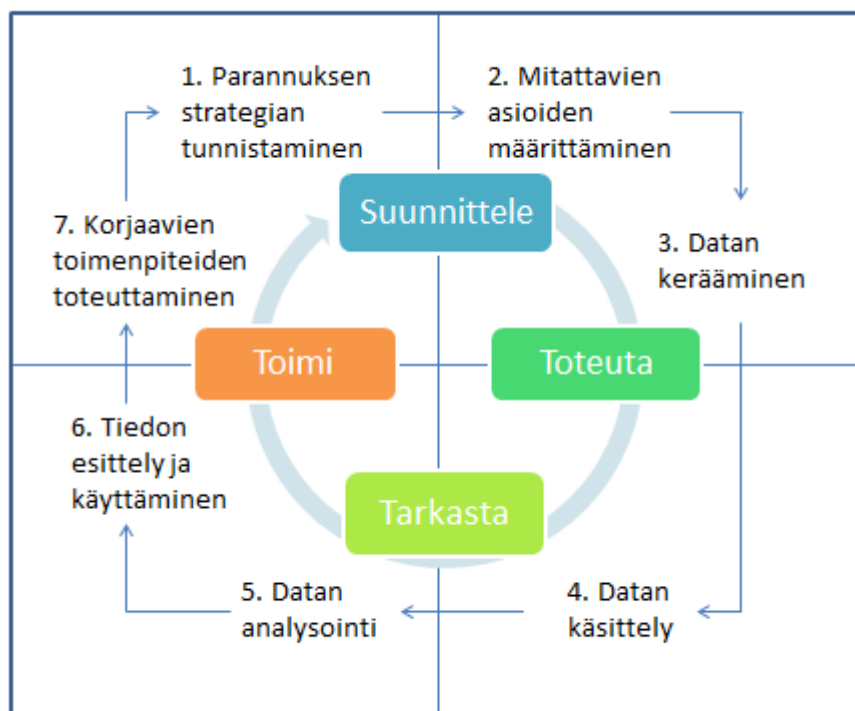 1. Parannuksen
strategian
tunnistaminen
2. Mitattavien
asioiden
määrittäminen
Suunnittele
7. Korjaavien
toimenpiteiden
toteuttaminen
3. Datan
kerääminen
Toimi
Toteuta
6. Tiedon
esittely ja
käyttäminen
Tarkasta
5. Datan
analysointi
4. Datan
käsittely